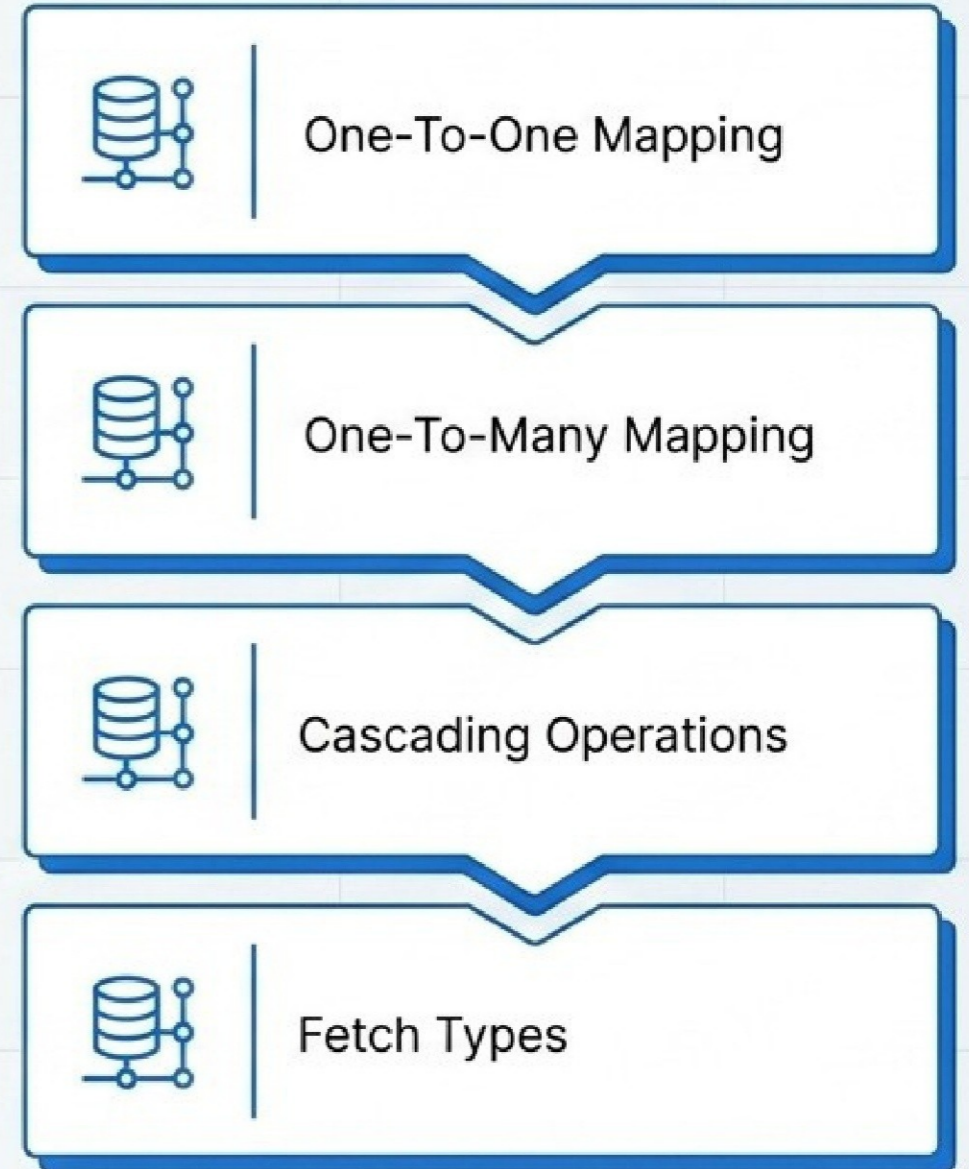 One-To-One Mapping
One-To-Many Mapping
Cascading Operations
Fetch Types